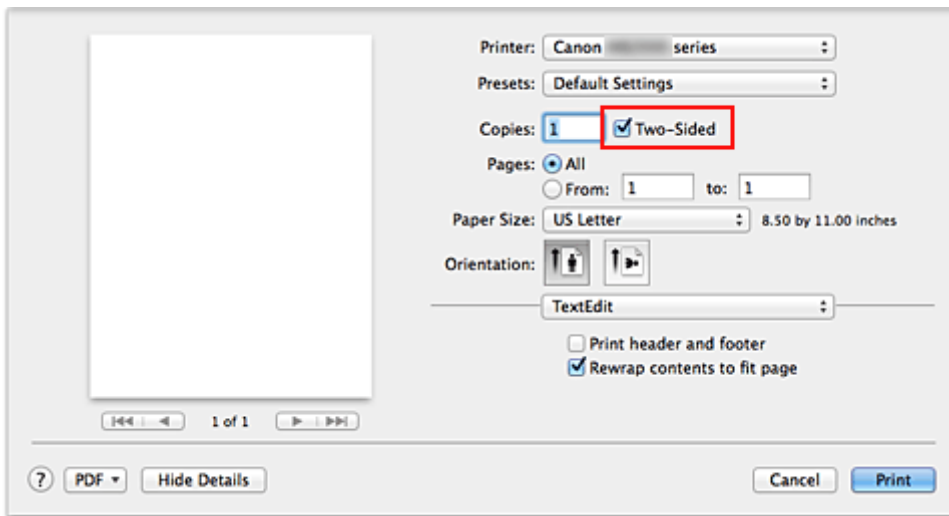 Printer: Canon series
Presets: Default Settings
Copies: 1 Two-Sided
Pages: All
From: 1 to: 1
Paper Size: US Letter 8.50 by 11.00 inches
Orientation:
TextEdit
Print header and footer
Rewrap contents to fit page
1 of 1
? PDF Hide Details Cancel Print